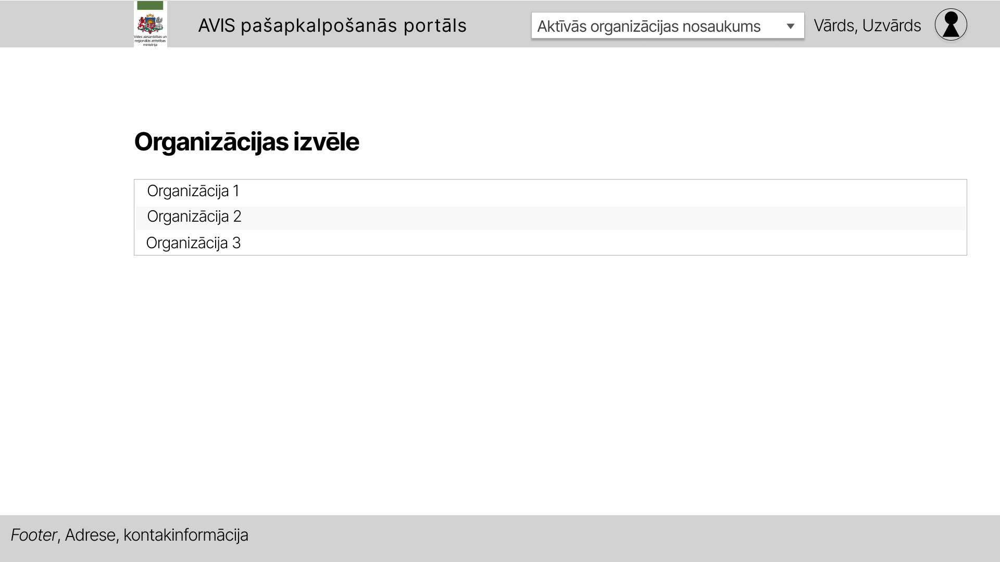 Vides aizsardzības un
reģionālās attīstības
ministrija
AVIS pašapkalpošanās portāls
Aktīvās organizācijas nosaukums
Vārds, Uzvārds
Organizācijas izvēle
Organizācija 1
Organizācija 2
Organizācija 3
Footer, Adrese, kontakinformācija